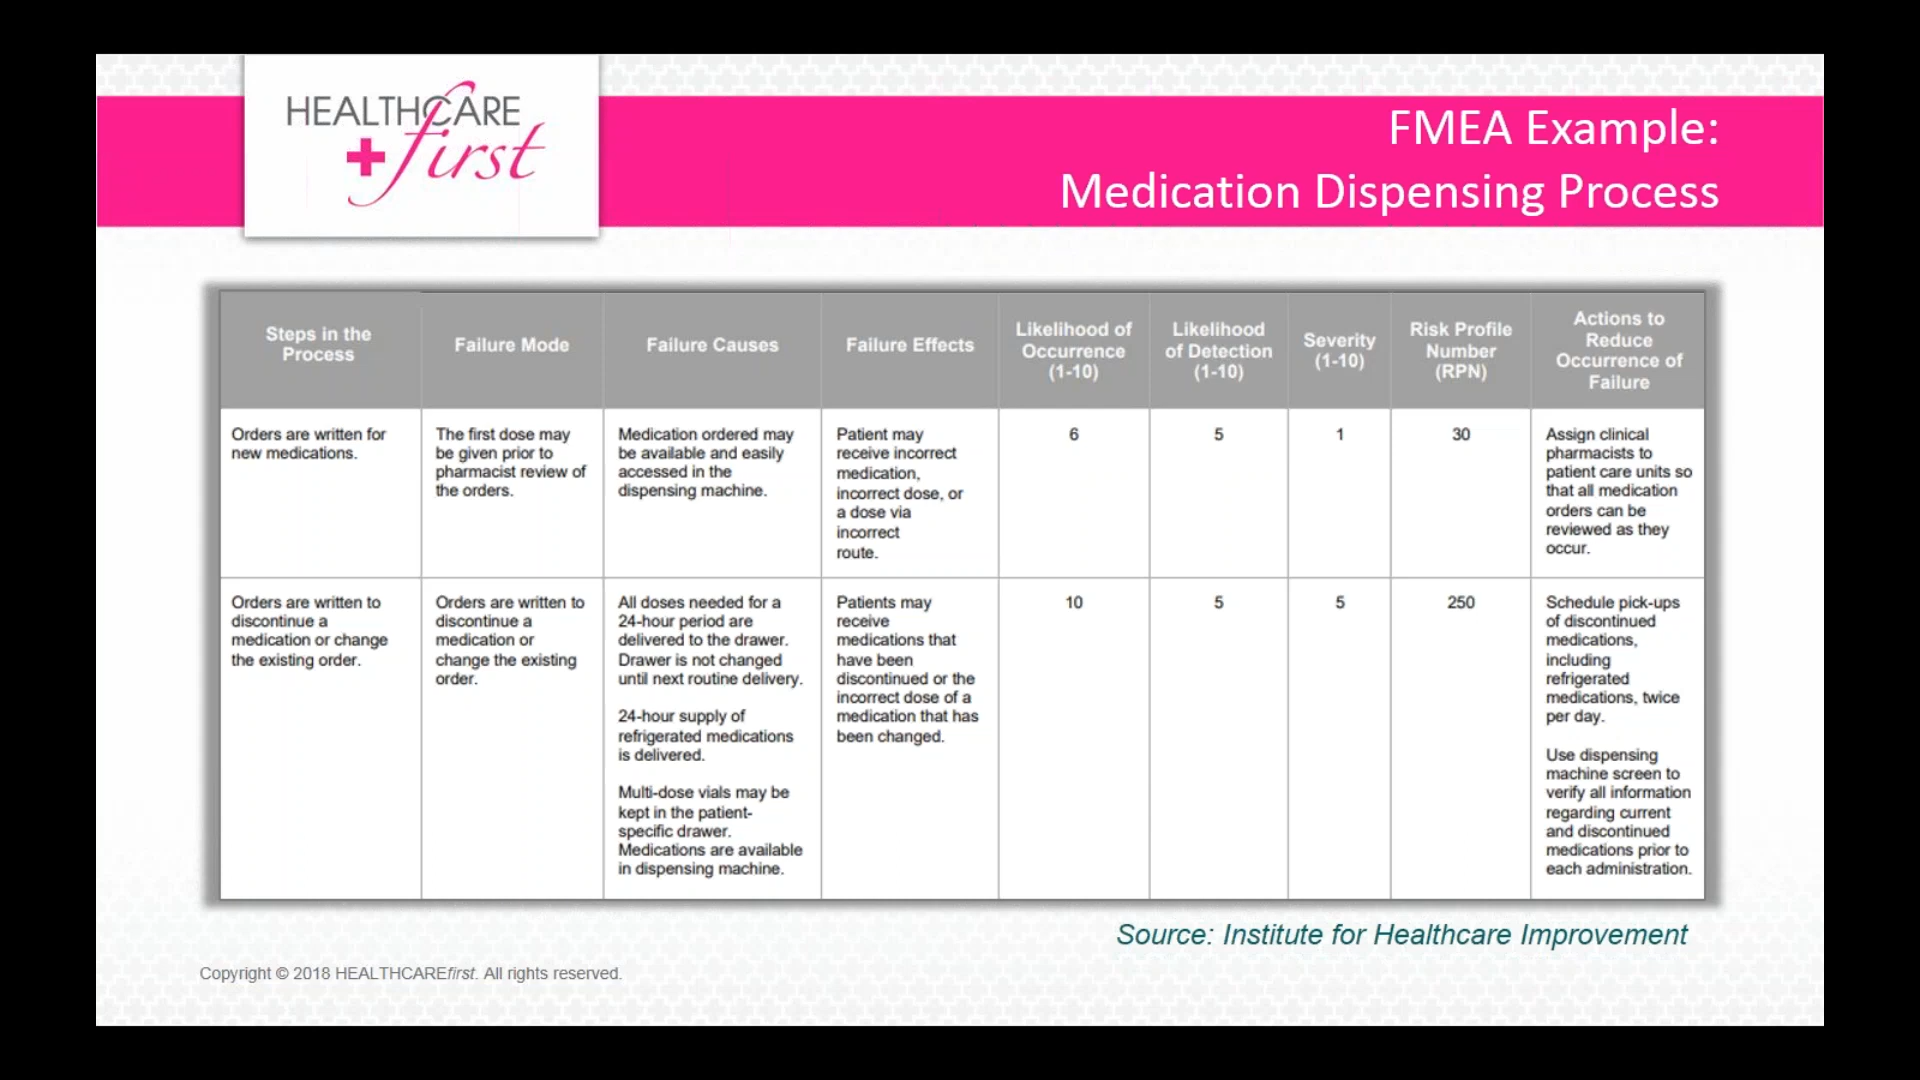 HEALTHCARE
first
FMEA Example:
Medication Dispensing Process
Steps in the
Process
Failure Mode
Failure Causes
Failure Effects
Likelihood of
Occurrence
(1-10)
Likelihood
of Detection
(1-10)
Severity
(1-10)
Risk Profile
Number
(RPN)
Actions to
Reduce
Occurrence of
Failure
Orders are written for
new medications.
The first dose may
be given prior to
pharmacist review of
the orders.
Medication ordered may
be available and easily
accessed in the
dispensing machine.
Patient may
receive incorrect
medication,
incorrect dose, or
a dose via
incorrect
route.
6
5
1
30
Assign clinical
pharmacists to
patient care units so
that all medication
orders can be
reviewed as they
occur.
Orders are written to
discontinue a
medication or change
the existing order.
Orders are written to
discontinue a
medication or
change the existing
order.
All doses needed for a
24-hour period are
delivered to the drawer.
Drawer is not changed
until next routine delivery.
24-hour supply of
refrigerated medications
is delivered.
Multi-dose vials may be
kept in the patient-
specific drawer.
Medications are available
in dispensing machine.
Patients may
receive
medications that
have been
discontinued or the
incorrect dose of a
medication that has
been changed.
10
5
5
250
Schedule pick-ups
of discontinued
medications,
including
refrigerated
medications, twice
per day.
Use dispensing
machine screen to
verify all information
regarding current
and discontinued
medications prior to
each administration.
Source: Institute for Healthcare Improvement
Copyright © 2018 HEALTHCAREfirst. All rights reserved.